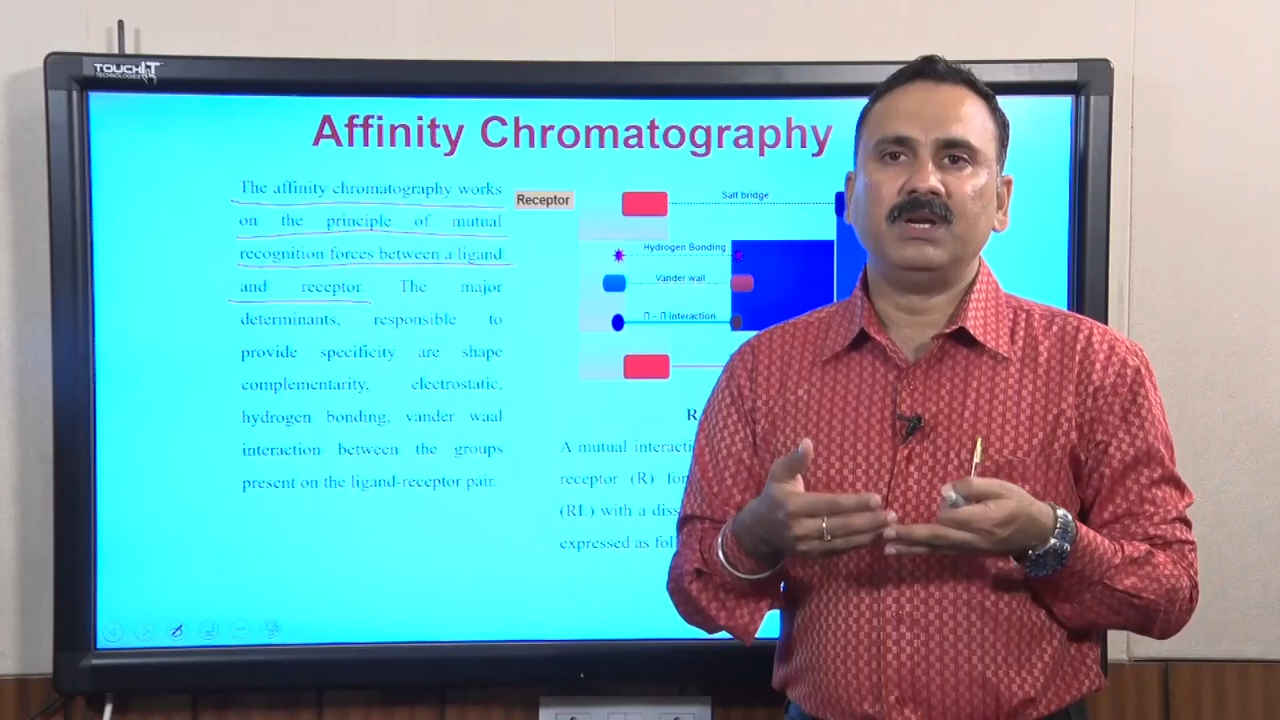 TOUCHIT
TECHNOLOGIES
Affinity Chromatography
The affinity chromatography works
on the principle of mutual
recognition forces between a ligand
and receptor. The major
determinants, responsible to
provide specificity are shape
complementarity, electrostatic,
hydrogen bonding, vander waal
interaction between the groups
present on the ligand-receptor pair.
Receptor
Salt bridge
Hydrogen Bonding
Vander wall
Π – Π interaction
R
A mutual interacti
receptor (R) for
(RL) with a diss
expressed as foll